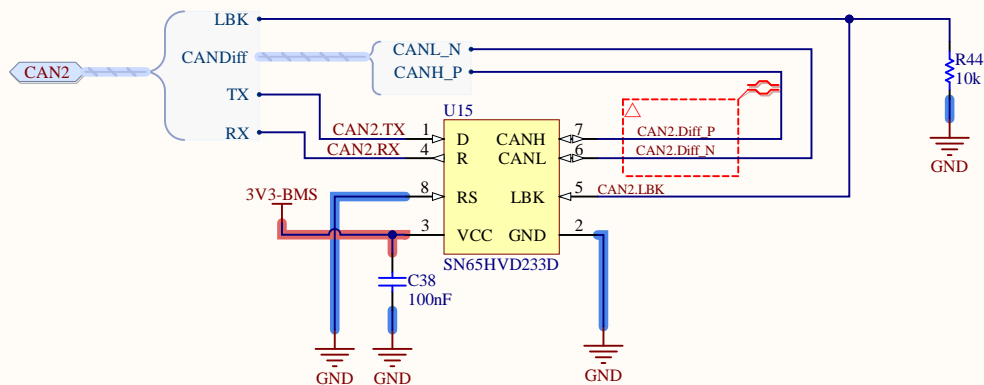 LBK
CAN2
CANDiff
CANL_N
CANH_P
TX
RX
R44
10k
GND
U15
CAN2.TX
1
D
CANH
7
CAN2.Diff_P
CAN2.RX
4
R
CANL
6
CAN2.Diff_N
3V3-BMS
8
RS
LBK
5
CAN2.LBK
3
VCC
GND
2
SN65HVD233D
C38
100nF
GND
GND
GND